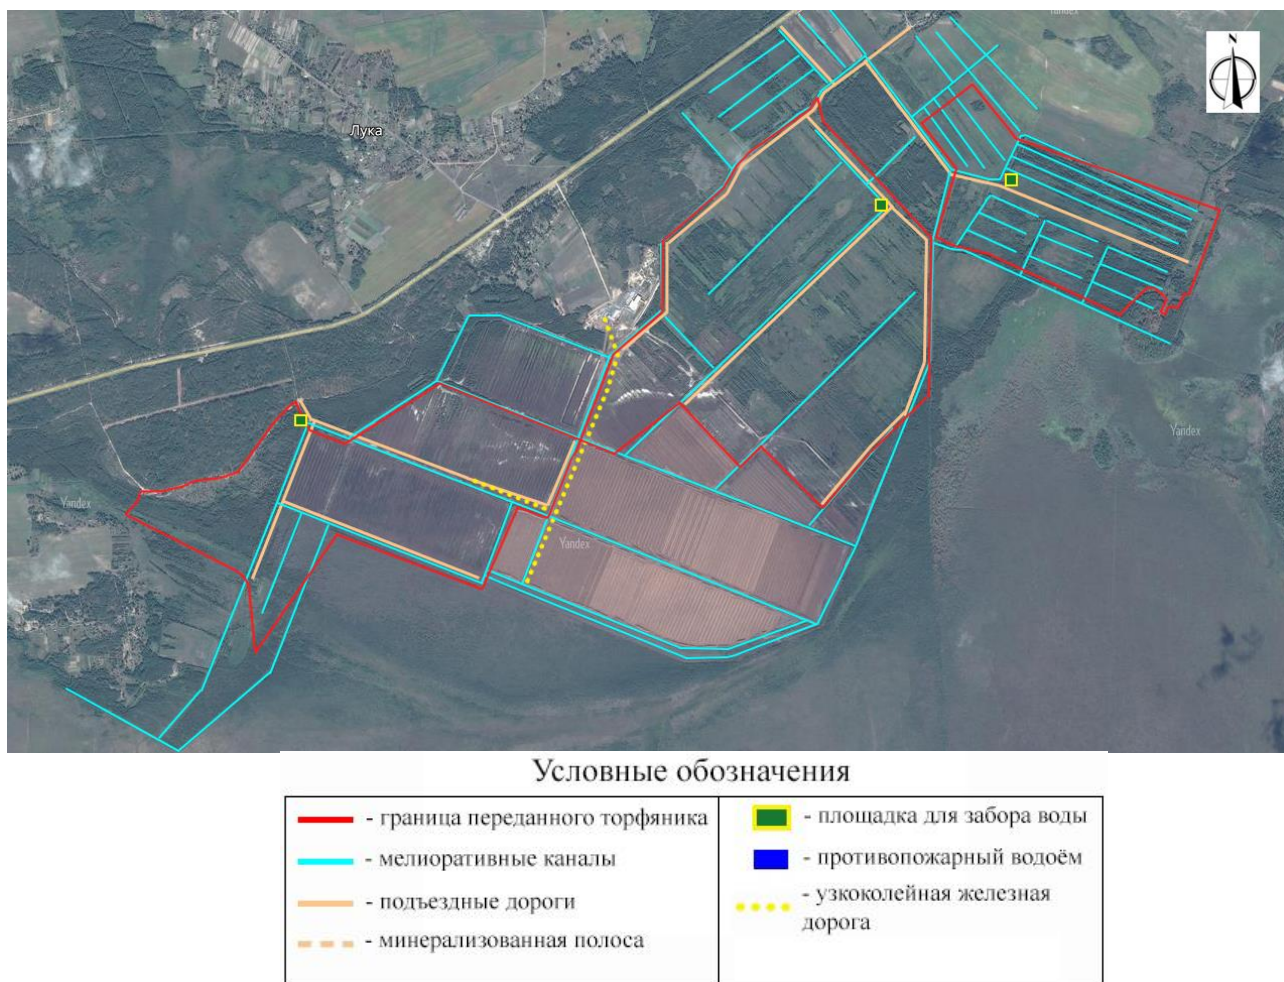 Yandex
N
Лука
Yandex
Yandex
Yandex
Условные обозначения
- граница переданного торфяника
- мелиоративные каналы
- подъездные дороги
- минерализованная полоса
- площадка для забора воды
- противопожарный водоём
- узкоколейная железная
дорога